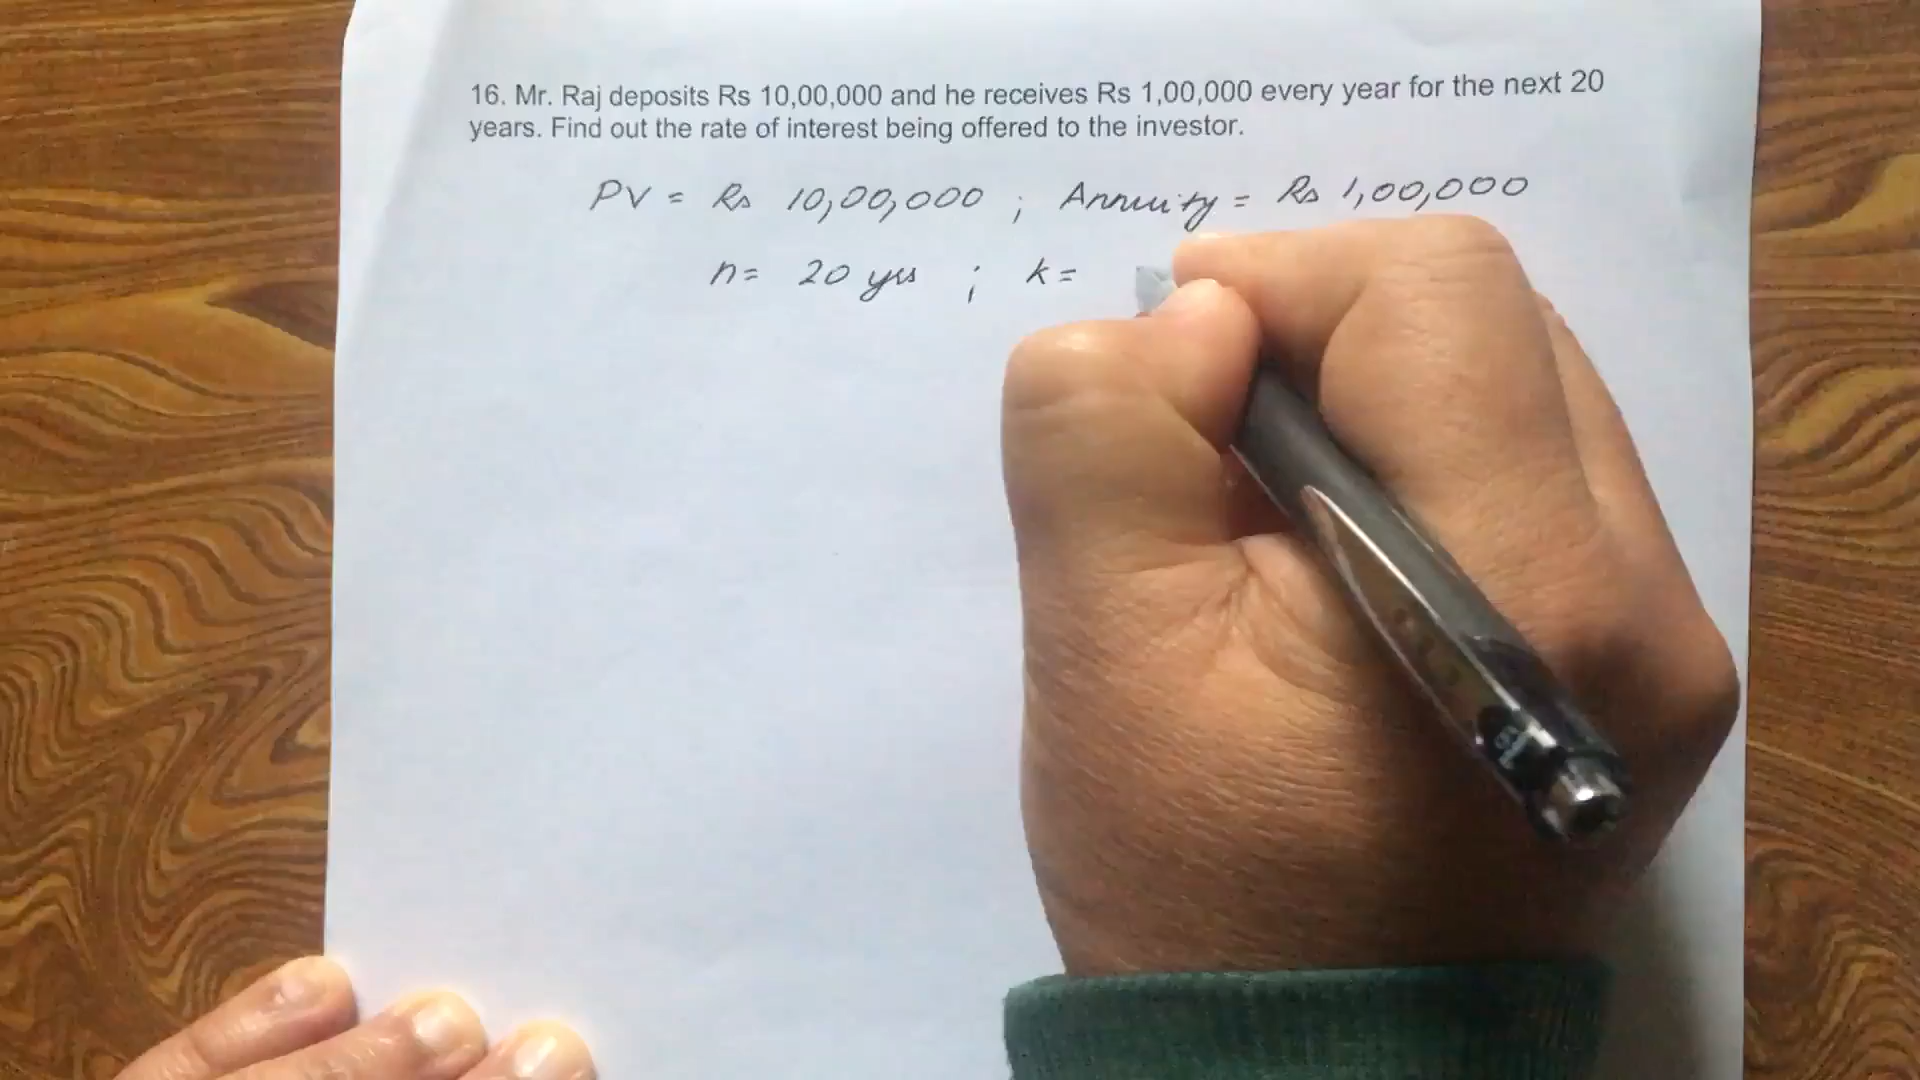 16. Mr. Raj deposits Rs 10,00,000 and he receives Rs 1,00,000 every year for the next 20
years. Find out the rate of interest being offered to the investor.
PV = Rs 10,00,000 ; Annuity = Rs 1,00,000
n = 20 yrs ; k =